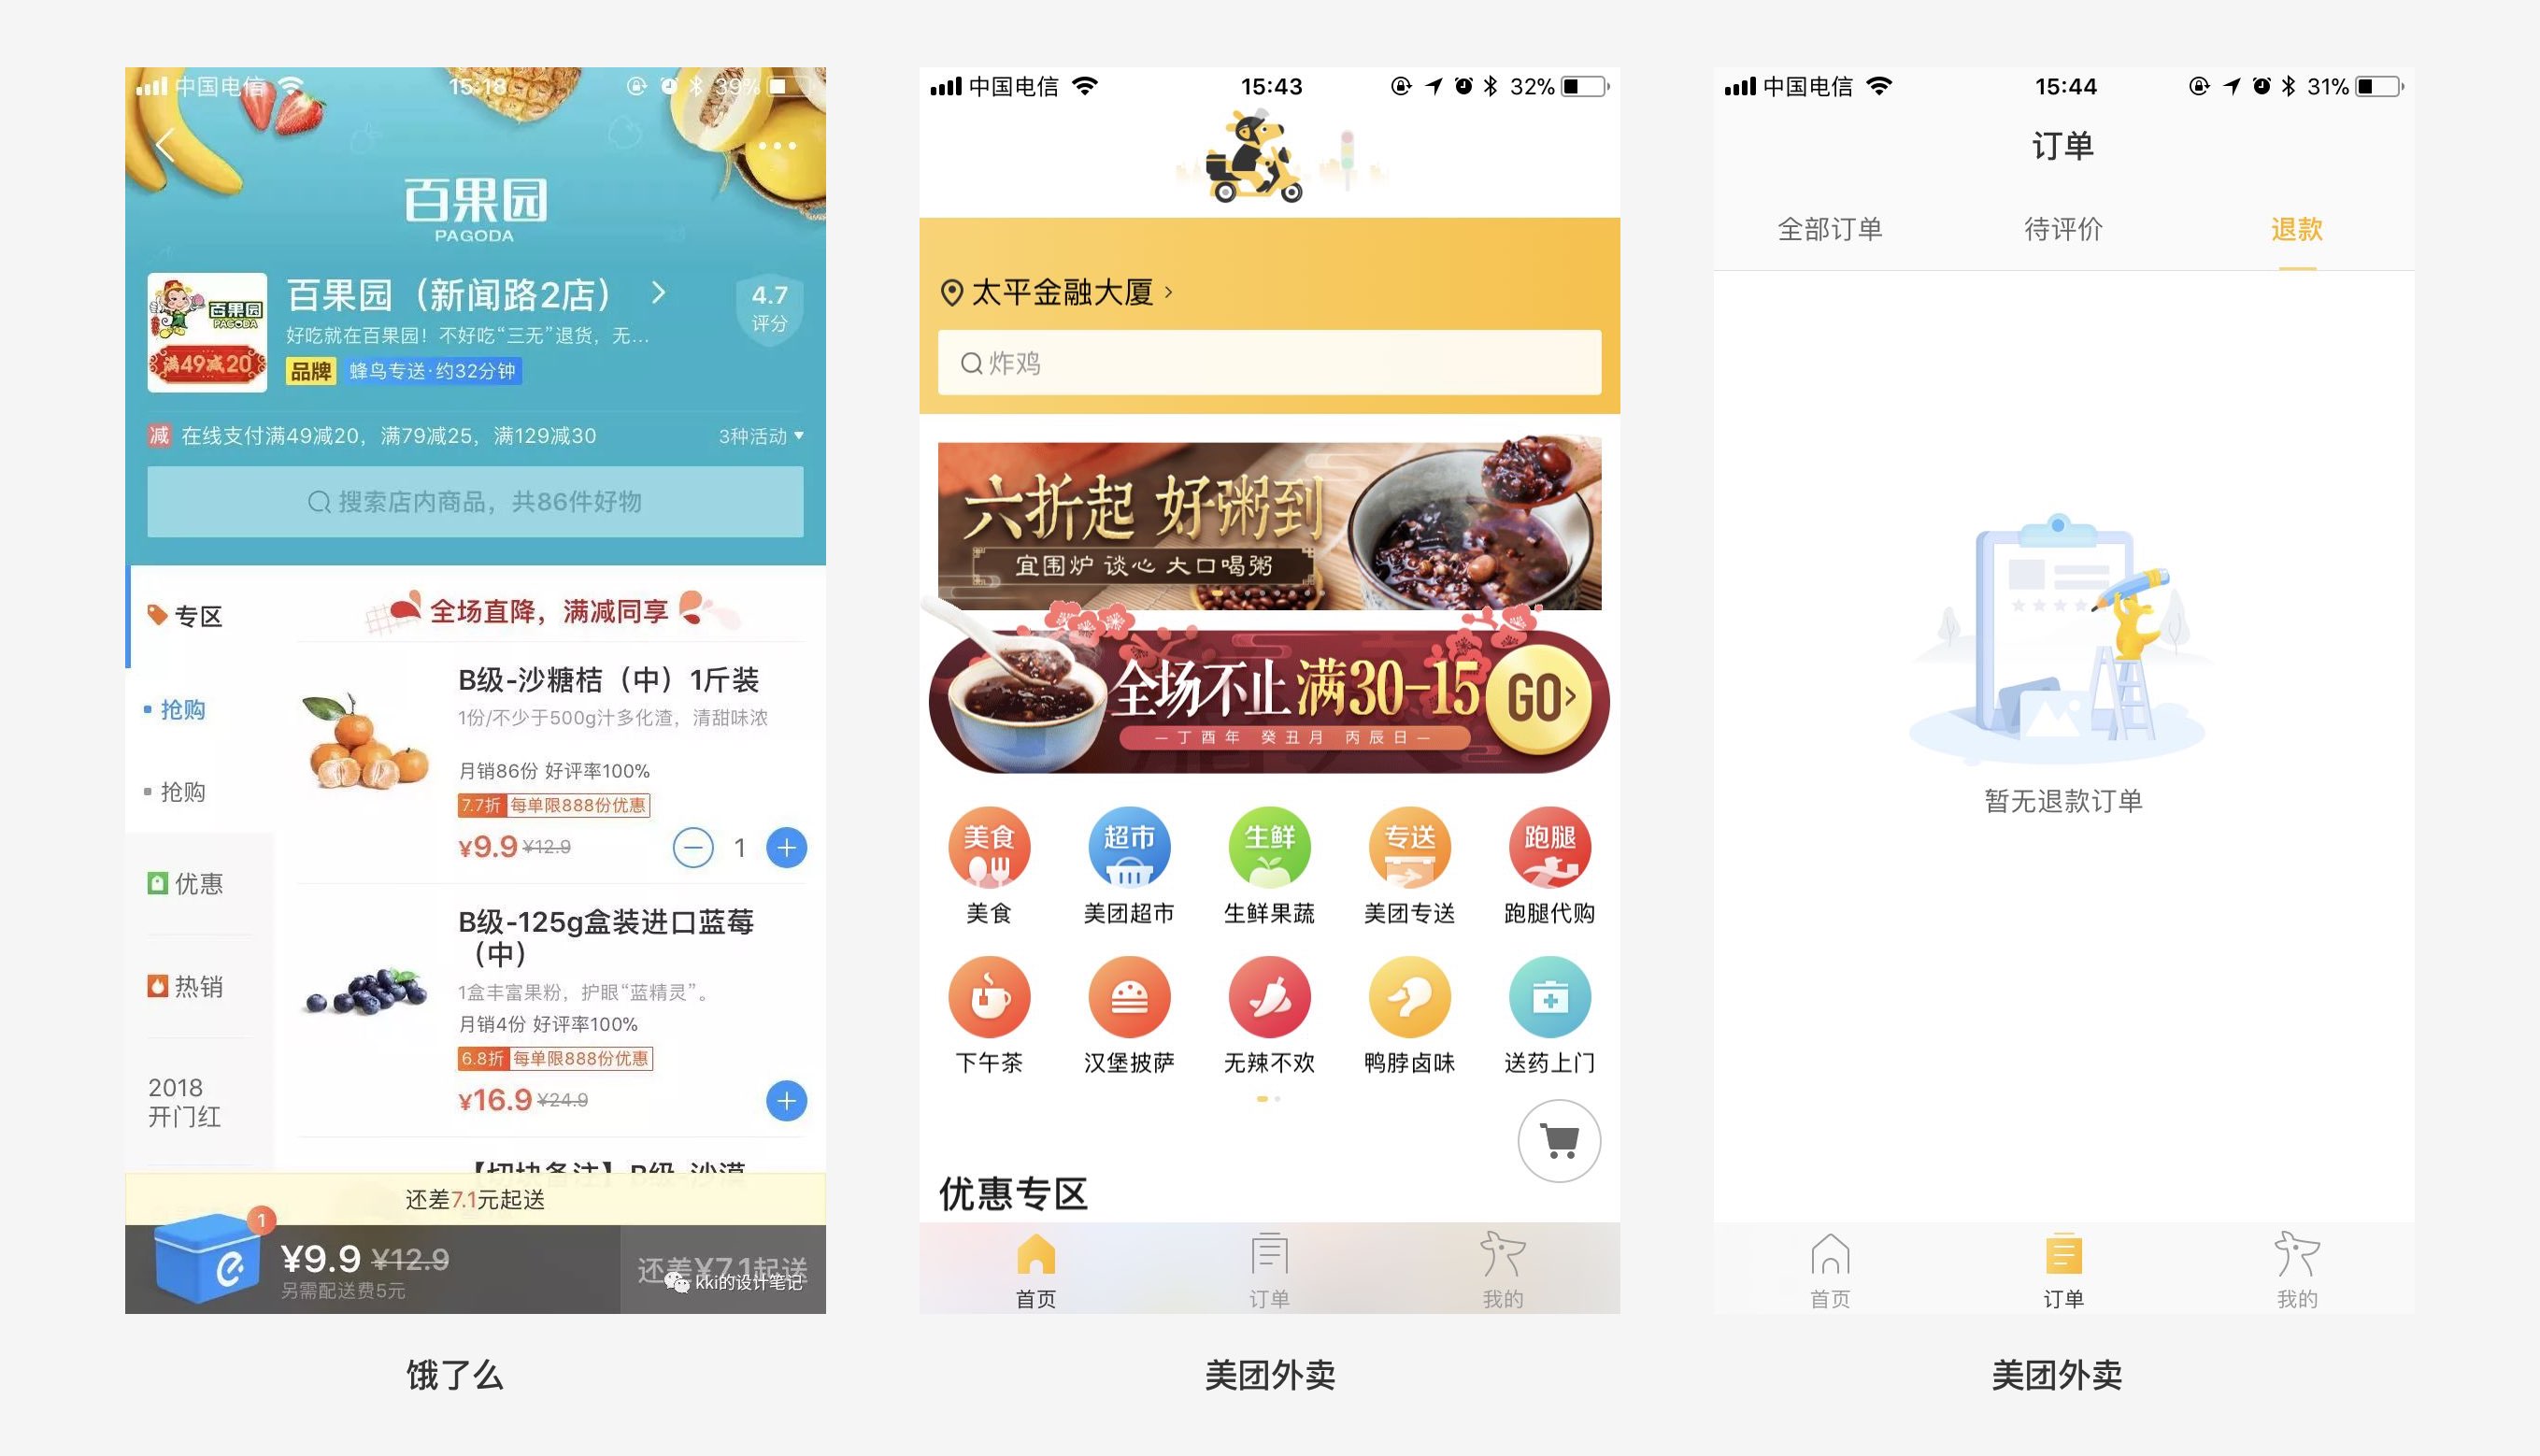 中国电信 15:18 39%
百果园
PAGODA
百果园
PAGODA
满49减20
百果园（新闻路2店）
4.7
评分
好吃就在百果园！不好吃“三无”退货，无...
品牌 蜂鸟专送·约32分钟
减 在线支付满49减20，满79减25，满129减30 3种活动
搜索店内商品，共86件好物
专区
抢购
抢购
优惠
热销
2018
开门红
全场直降，满减同享
B级-沙糖桔（中）1斤装
1份/不少于500g汁多化渣，清甜味浓
月销86份 好评率100%
7.7折 每单限888份优惠
¥9.9 ¥12.9 1
B级-125g盒装进口蓝莓
（中）
1盒丰富果粉，护眼“蓝精灵”。
月销4份 好评率100%
6.8折 每单限888份优惠
¥16.9 ¥24.9
还差7.1元起送
1
¥9.9 ¥12.9
另需配送费5元
还差¥7.1起送
kki的设计笔记
饿了么
中国电信 15:43 32%
太平金融大厦
炸鸡
六折起 好粥到
宜围炉 谈心 大口喝粥
全场不止 满30-15 GO
丁酉年 癸丑月 丙辰日
美食 超市 生鲜 专送 跑腿
美食 美团超市 生鲜果蔬 美团专送 跑腿代购
下午茶 汉堡披萨 无辣不欢 鸭脖卤味 送药上门
优惠专区
首页 订单 我的
美团外卖
中国电信 15:44 31%
订单
全部订单 待评价 退款
暂无退款订单
首页 订单 我的
美团外卖